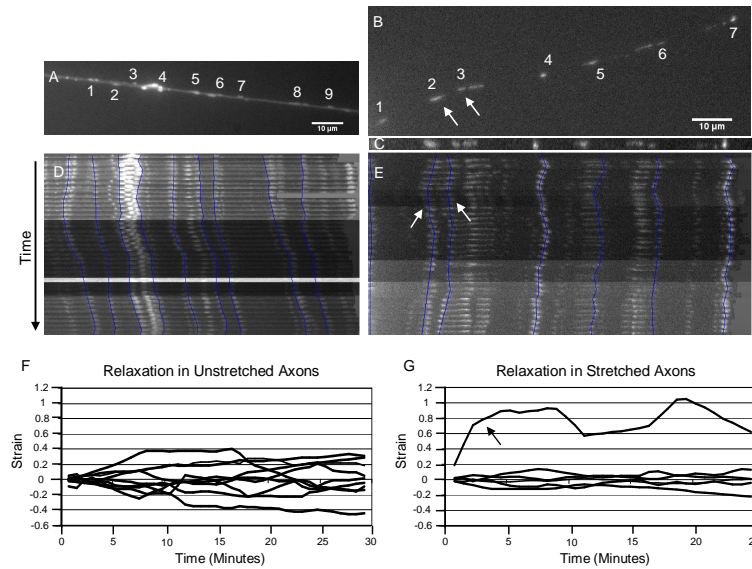 A
1
2
3
4
5
6
7
8
9
10 µm
B
1
2
3
4
5
6
7
10 µm
C
D
E
Time
F
Relaxation in Unstretched Axons
1.2
1
0.8
0.6
0.4
0.2
0
-0.2
-0.4
-0.6
Strain
0 5 10 15 20 25 30
Time (Minutes)
G
Relaxation in Stretched Axons
1.2
1
0.8
0.6
0.4
0.2
0
-0.2
-0.4
-0.6
Strain
0 5 10 15 20
Time (Minutes)